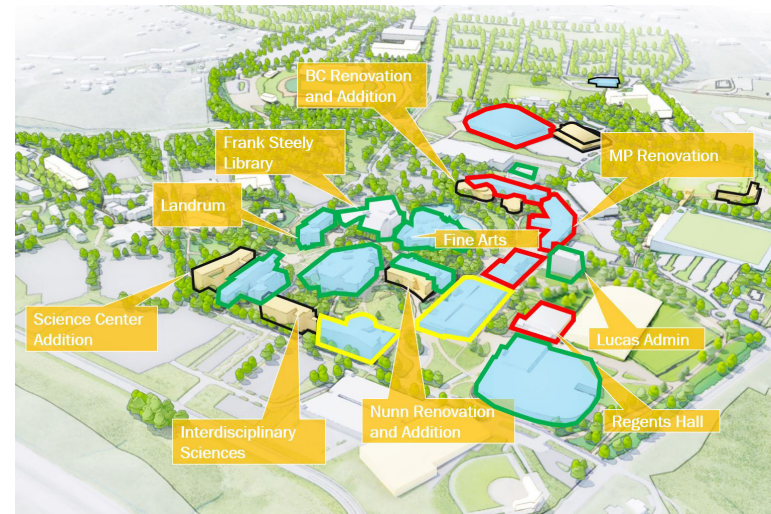 BC Renovation
and Addition
Frank Steely
Library
MP Renovation
Landrum
Fine Arts
Science Center
Addition
Lucas Admin
Nunn Renovation
and Addition
Regents Hall
Interdisciplinary
Sciences